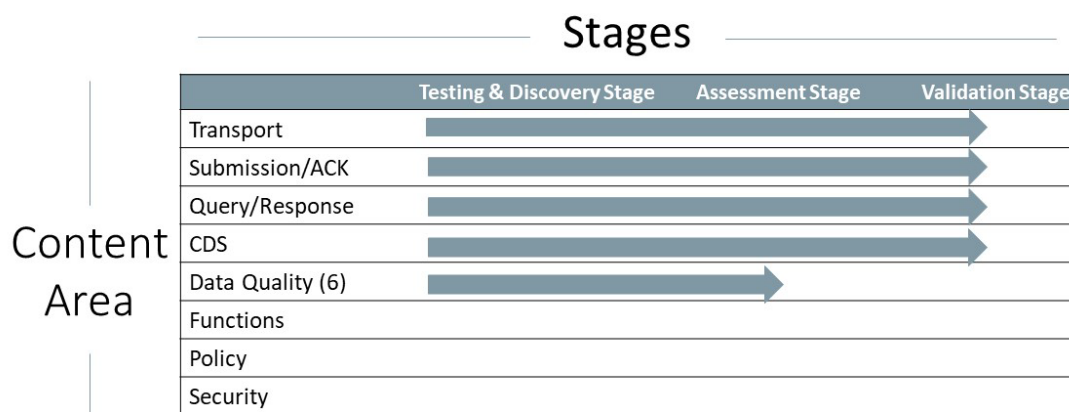 Stages
Testing & Discovery Stage Assessment Stage Validation Stage
Transport
Submission/ACK
Query/Response
CDS
Data Quality (6)
Functions
Policy
Security
Content
Area